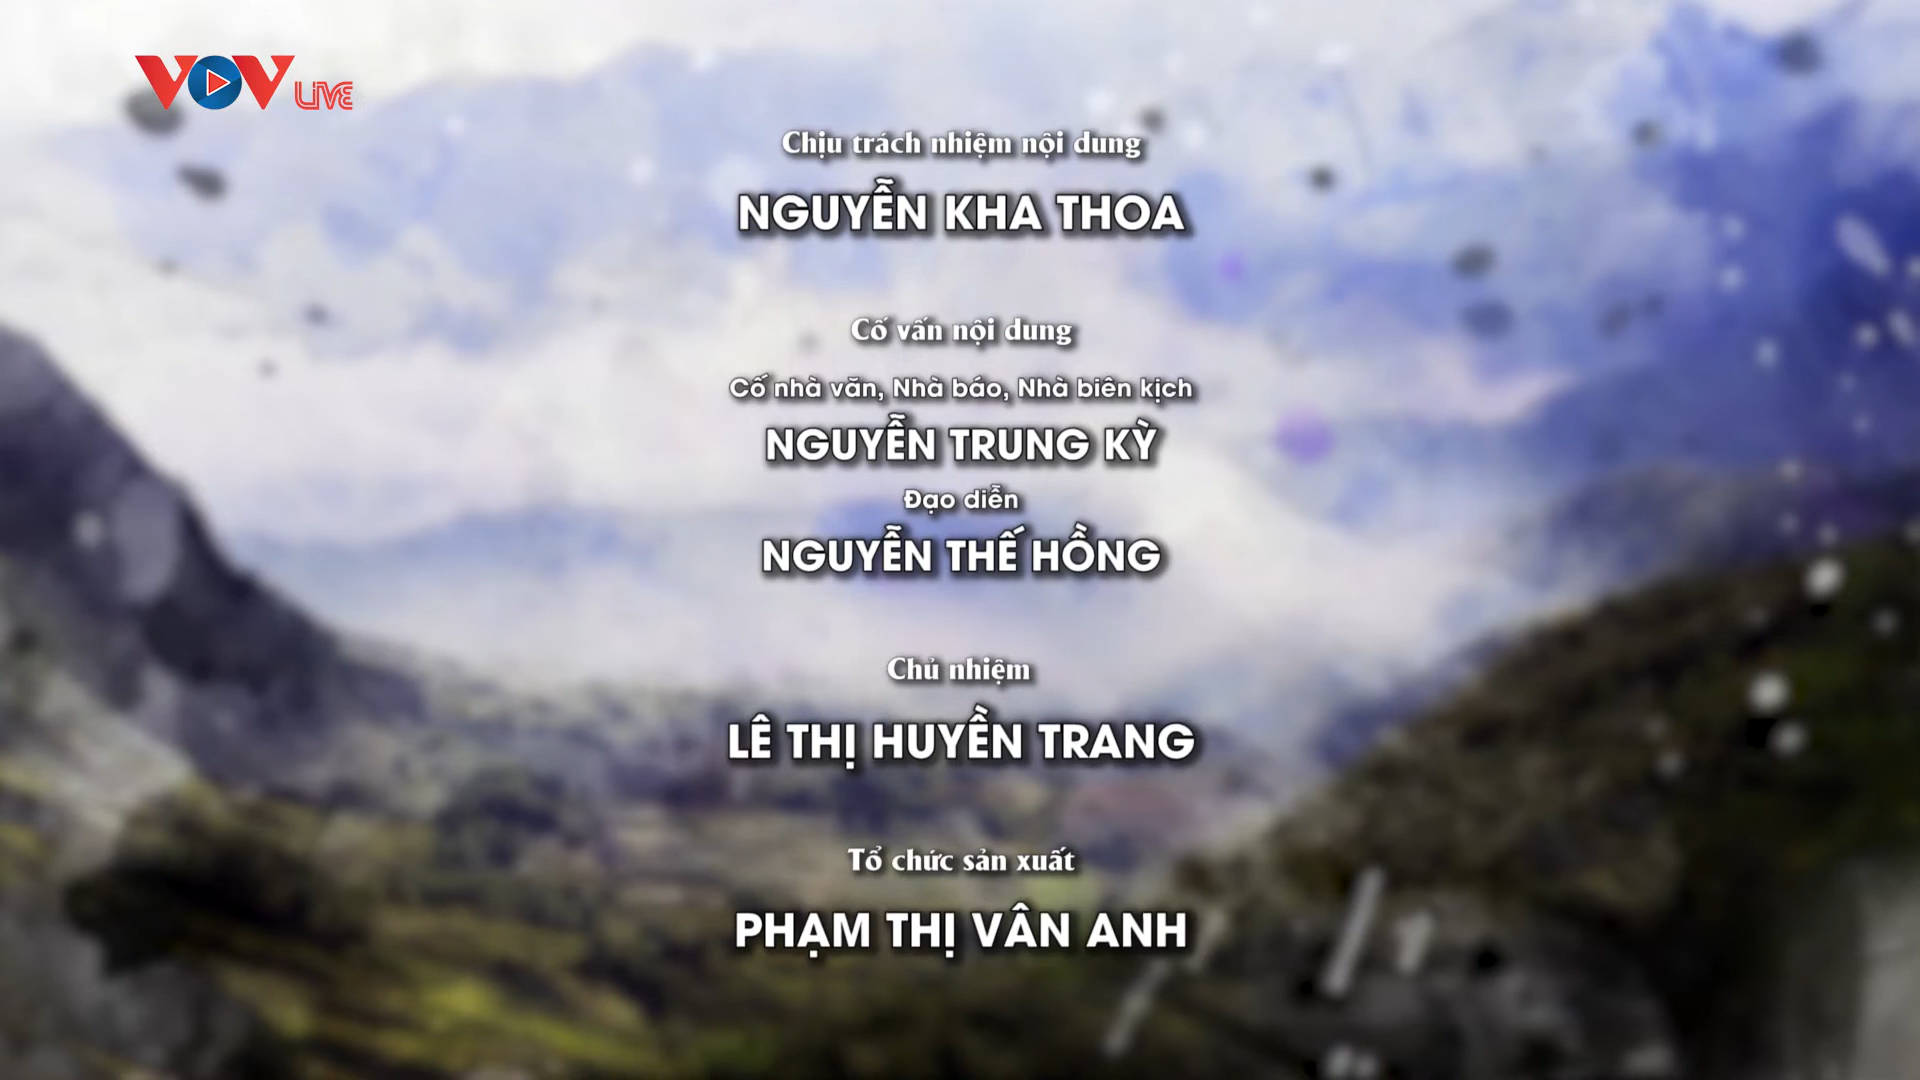 VOV LIVE
Chịu trách nhiệm nội dung
NGUYỄN KHA THOA
Cố vấn nội dung
Cố nhà văn, Nhà báo, Nhà biên kịch
NGUYỄN TRUNG KỲ
Đạo diễn
NGUYỄN THẾ HỒNG
Chủ nhiệm
LÊ THỊ HUYỀN TRANG
Tổ chức sản xuất
PHẠM THỊ VÂN ANH